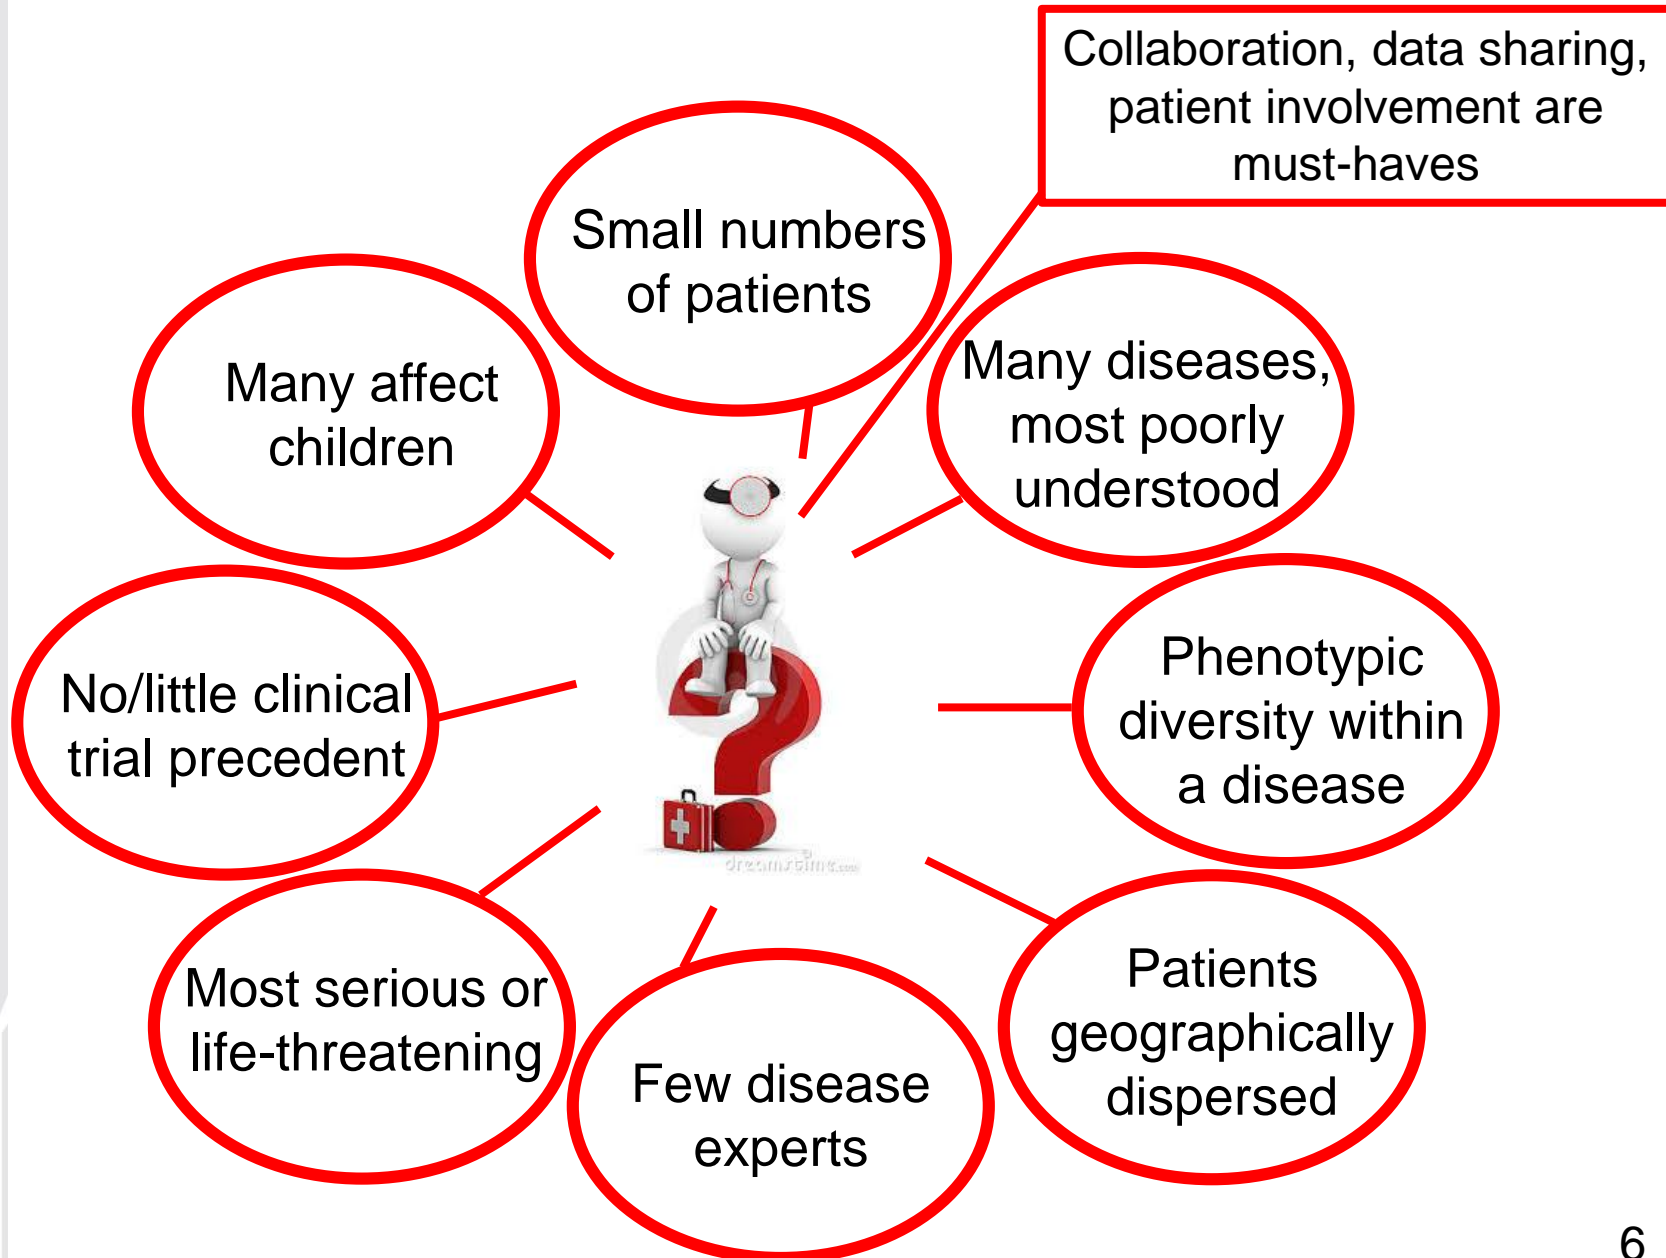 Collaboration, data sharing,
patient involvement are
must-haves
Small numbers
of patients
Many diseases,
most poorly
understood
Phenotypic
diversity within
a disease
Patients
geographically
dispersed
Few disease
experts
Most serious or
life-threatening
No/little clinical
trial precedent
Many affect
children
dreamstime.com
6